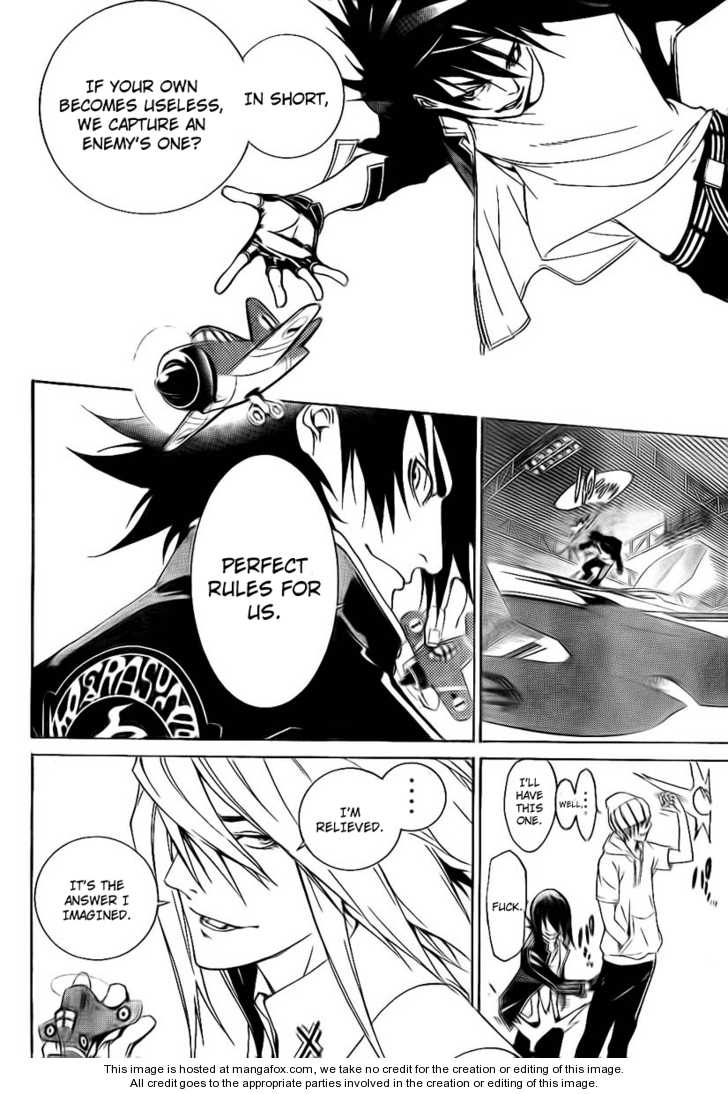 IN SHORT,
IF YOUR OWN
BECOMES USELESS,
WE CAPTURE AN
ENEMY'S ONE?
PERFECT
RULES FOR
US.
...
I'M
RELIEVED.
IT'S THE
ANSWER I
IMAGINED.
WELL...
I'LL
HAVE
THIS
ONE.
FUCK.
This image is hosted at mangafox.com, we take no credit for the creation or editing of this image.
All credit goes to the appropriate parties involved in the creation or editing of this image.